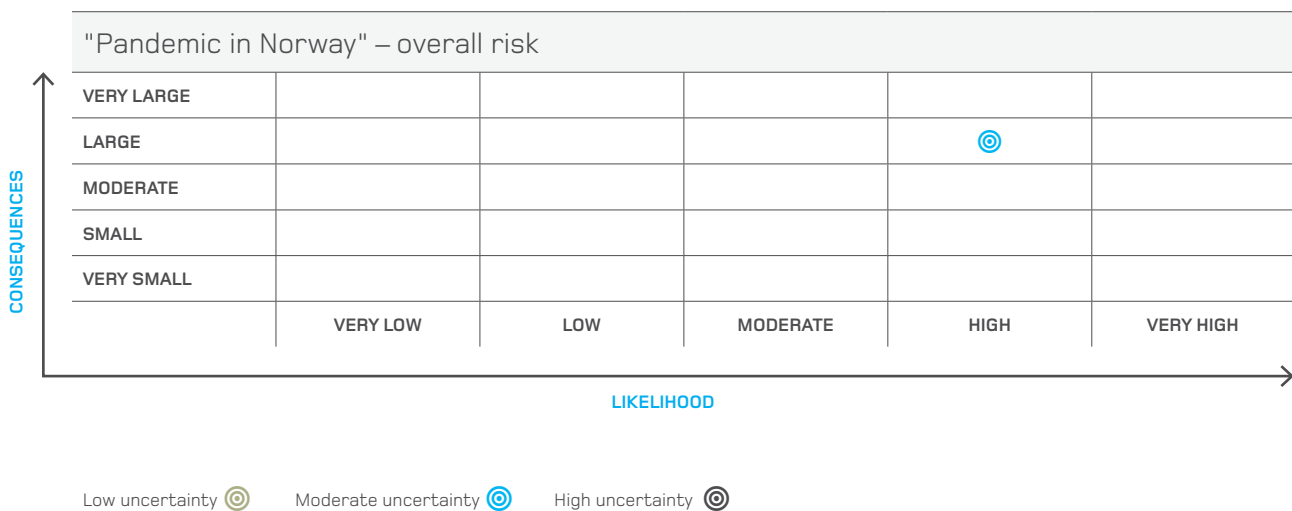 "Pandemic in Norway" – overall risk
VERY LARGE
LARGE
MODERATE
SMALL
VERY SMALL
CONSEQUENCES
VERY LOW LOW MODERATE HIGH VERY HIGH
LIKELIHOOD
Low uncertainty Moderate uncertainty High uncertainty